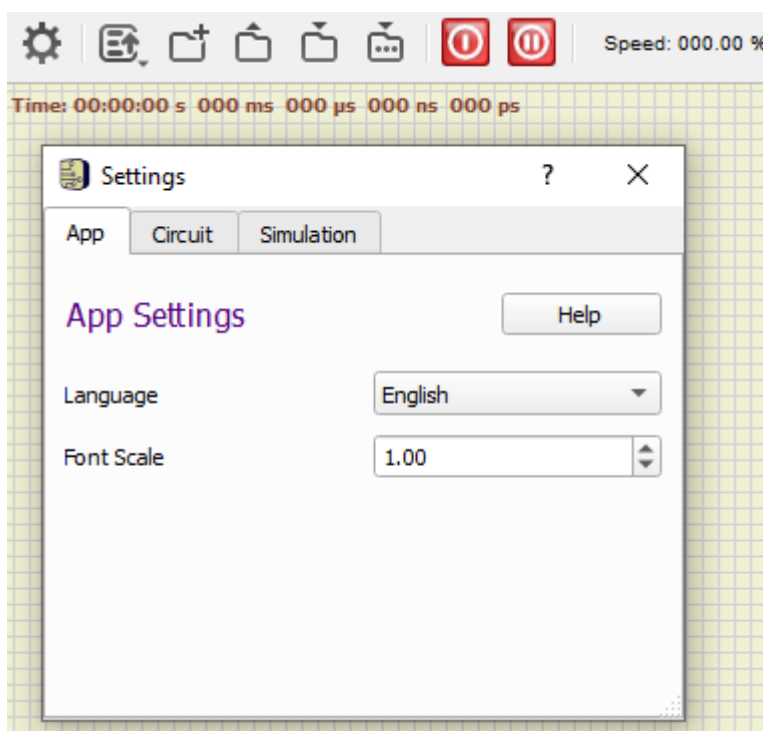 Speed: 000.00 %
Time: 00:00:00 s 000 ms 000 µs 000 ns 000 ps
Settings
App Circuit Simulation
App Settings Help
Language English
Font Scale 1.00